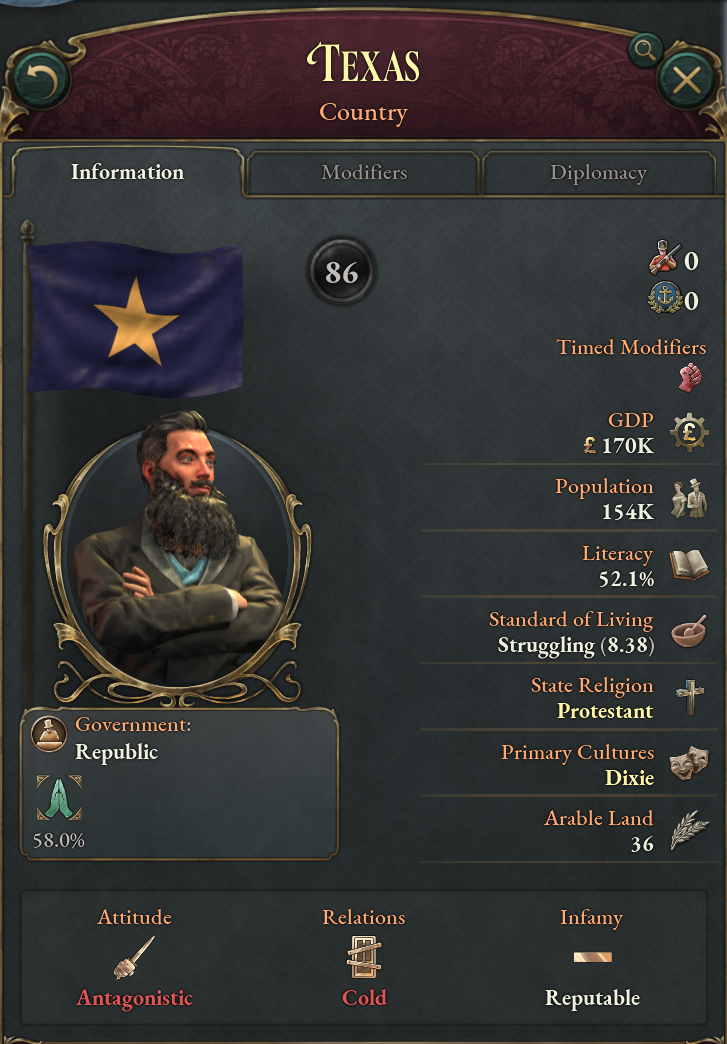 Texas
Country
Information
Modifiers
Diplomacy
86
0
0
Timed Modifiers
GDP
£ 170K
Population
154K
Literacy
52.1%
Standard of Living
Struggling (8.38)
State Religion
Protestant
Primary Cultures
Dixie
Arable Land
36
Government:
Republic
58.0%
Attitude
Relations
Infamy
Antagonistic
Cold
Reputable